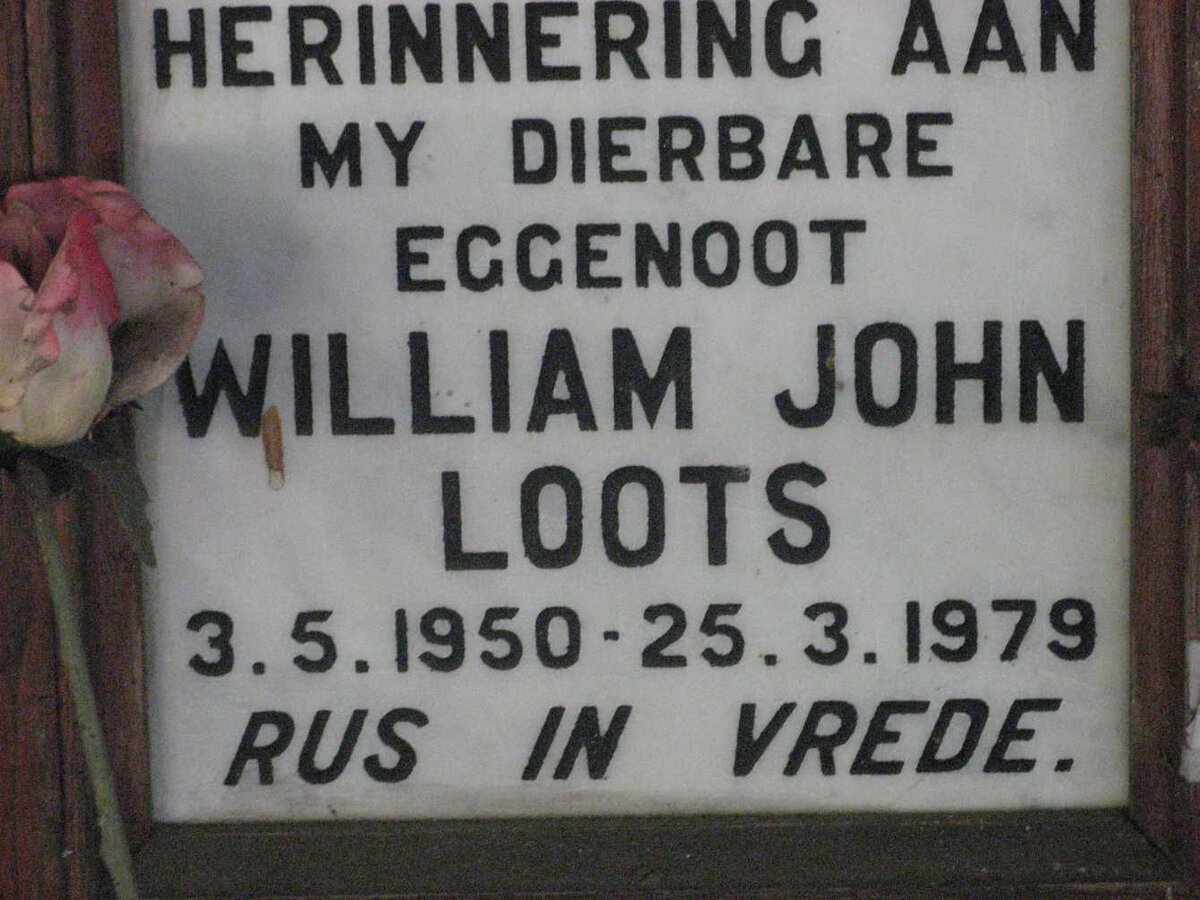 HERINNERING AAN
MY DIERBARE
EGGENOOT
WILLIAM JOHN
LOOTS
3.5.1950-25.3.1979
RUS IN VREDE.